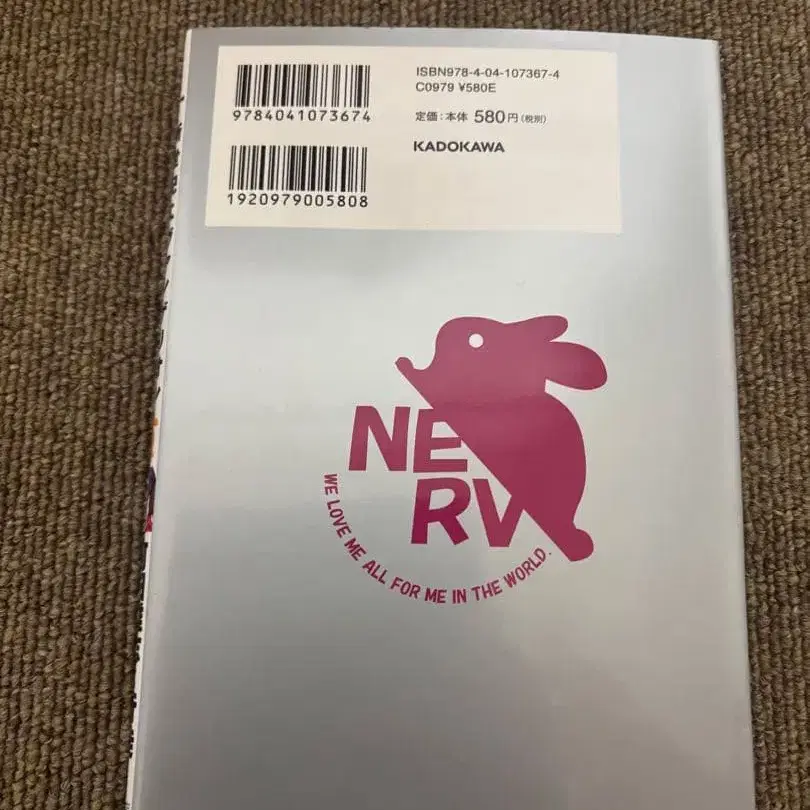 ISBN978-4-04-107367-4
C0979 ¥580E
定価:本体 580円(税別)
KADOKAWA
9784041073674
1920979005808
NE
RV
WE LOVE ME ALL FOR ME IN THE WORLD.